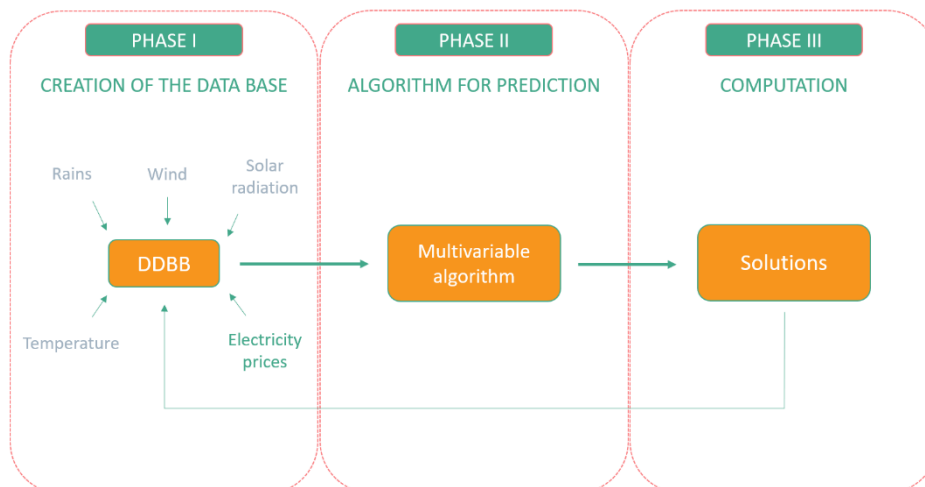 PHASE I
CREATION OF THE DATA BASE
Rains
Wind
Solar
radiation
DDBB
Temperature
Electricity
prices
PHASE II
ALGORITHM FOR PREDICTION
Multivariable
algorithm
PHASE III
COMPUTATION
Solutions